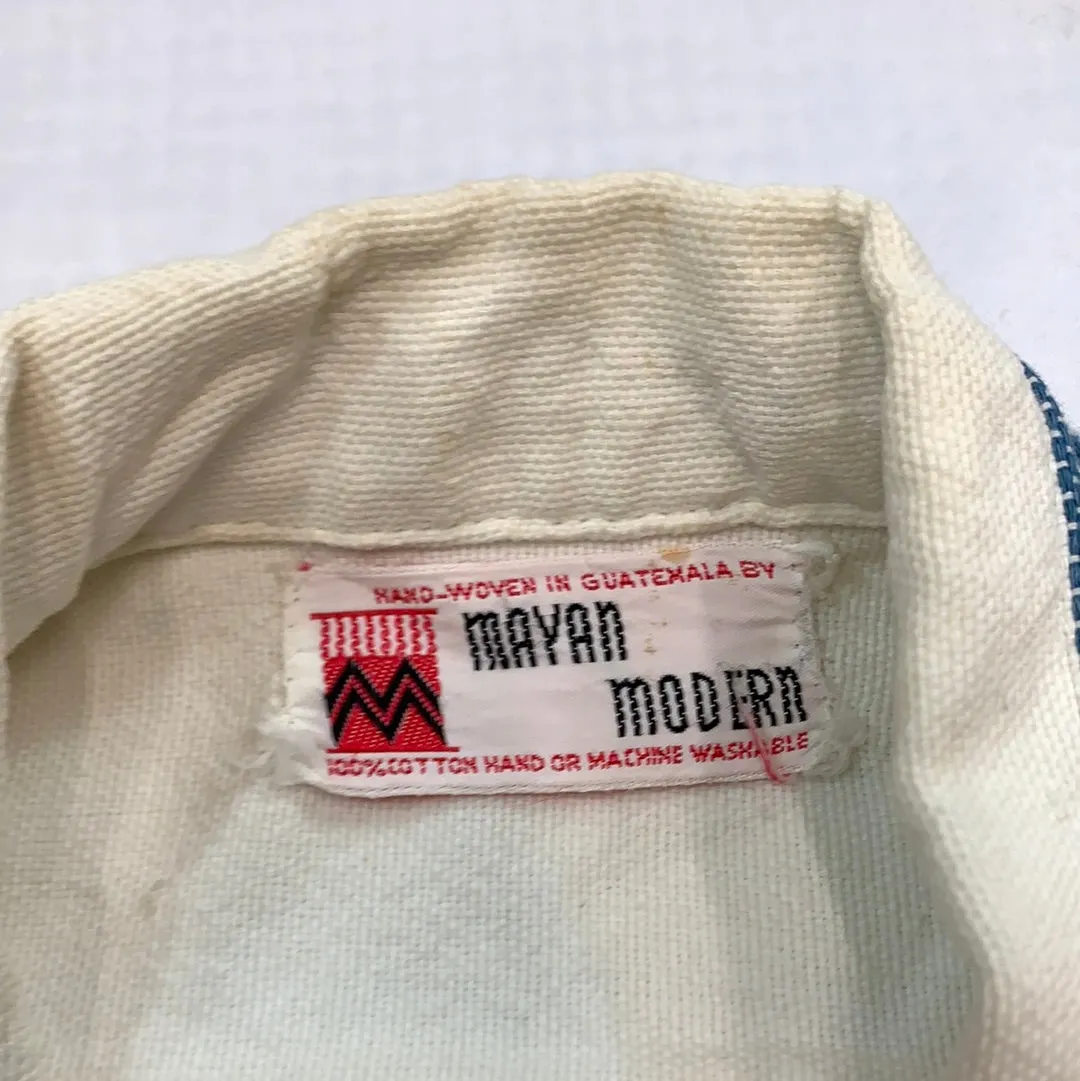 HAND-WOVEN IN GUATEMALA BY
MAYAN
MODERN
100% COTTON HAND OR MACHINE WASHABLE